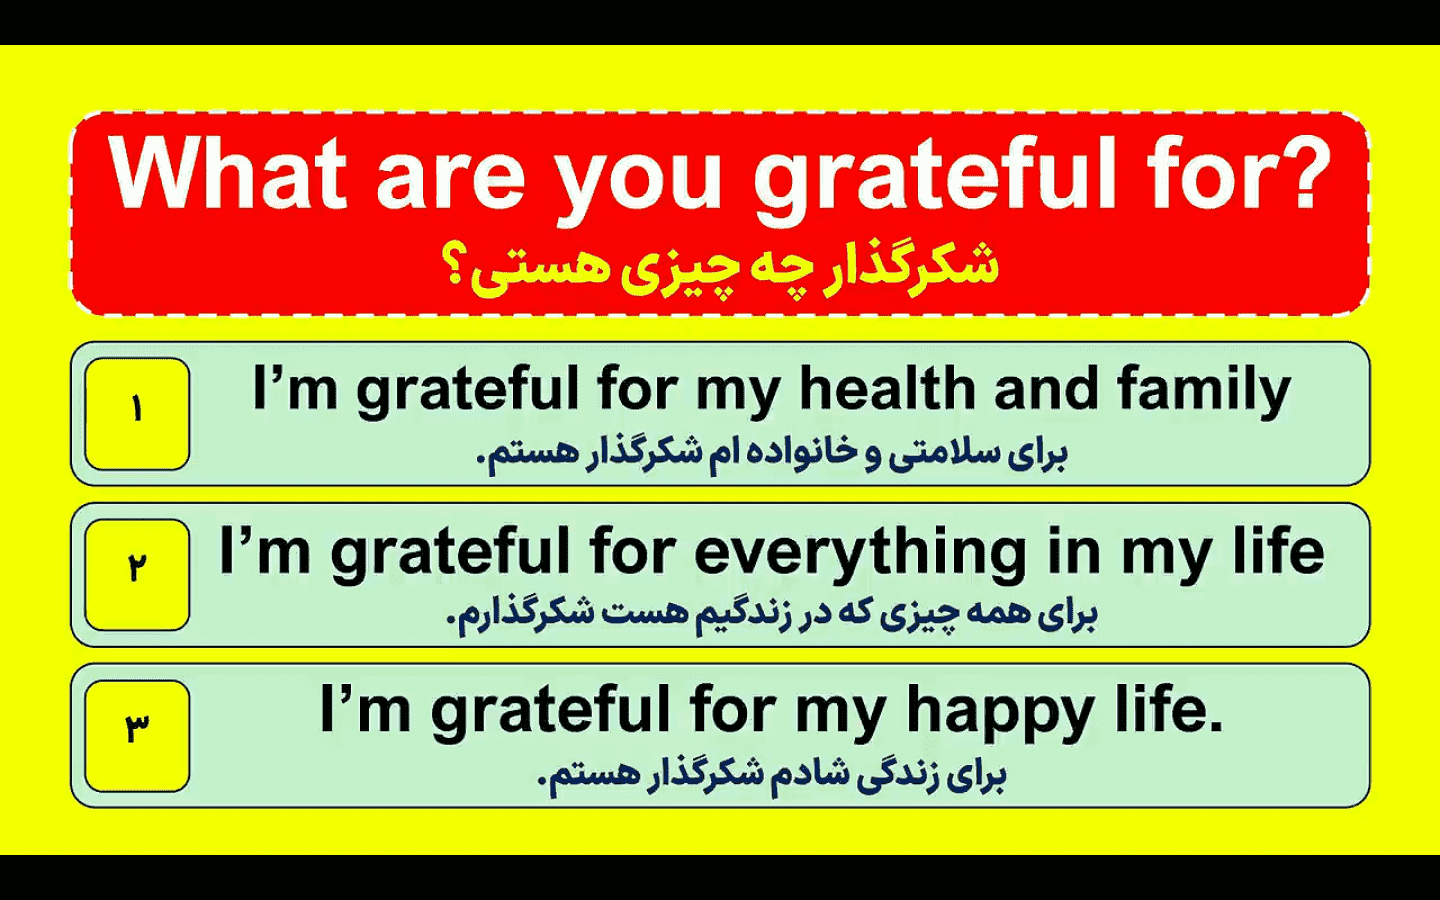 What are you grateful for?
شکرگذار چه چیزی هستی؟
۱
I’m grateful for my health and family
برای سلامتی و خانواده ام شکرگذار هستم.
۲
I’m grateful for everything in my life
برای همه چیزی که در زندگیم هست شکرگذارم.
۳
I’m grateful for my happy life.
برای زندگی شادم شکرگذار هستم.